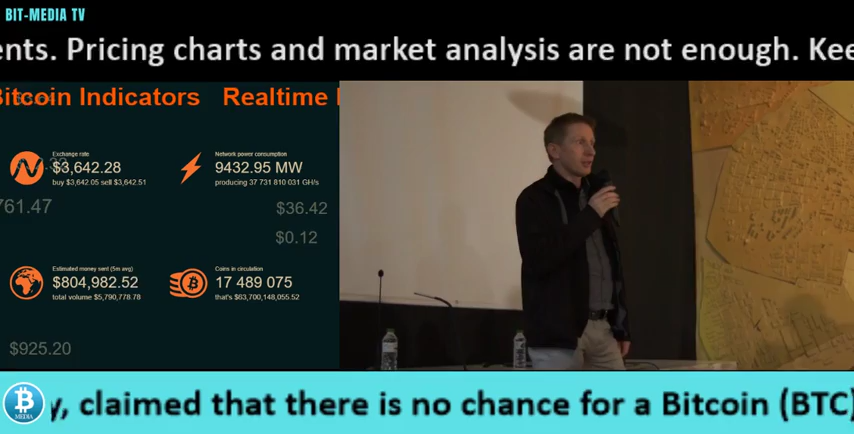 BIT-MEDIA TV
ents. Pricing charts and market analysis are not enough. Kee
Bitcoin Indicators Realtime
Exchange rate
$3,642.28
buy $3,642.05 sell $3,642.51
Network power consumption
9432.95 MW
producing 37 731 810 031 GH/s
761.47
$36.42
$0.12
Estimated money sent (5m avg)
$804,982.52
total volume $5,790,778.78
Coins in circulation
17 489 075
that's $63,700,148,055.52
$925.20
MEDIA
y, claimed that there is no chance for a Bitcoin (BTC)